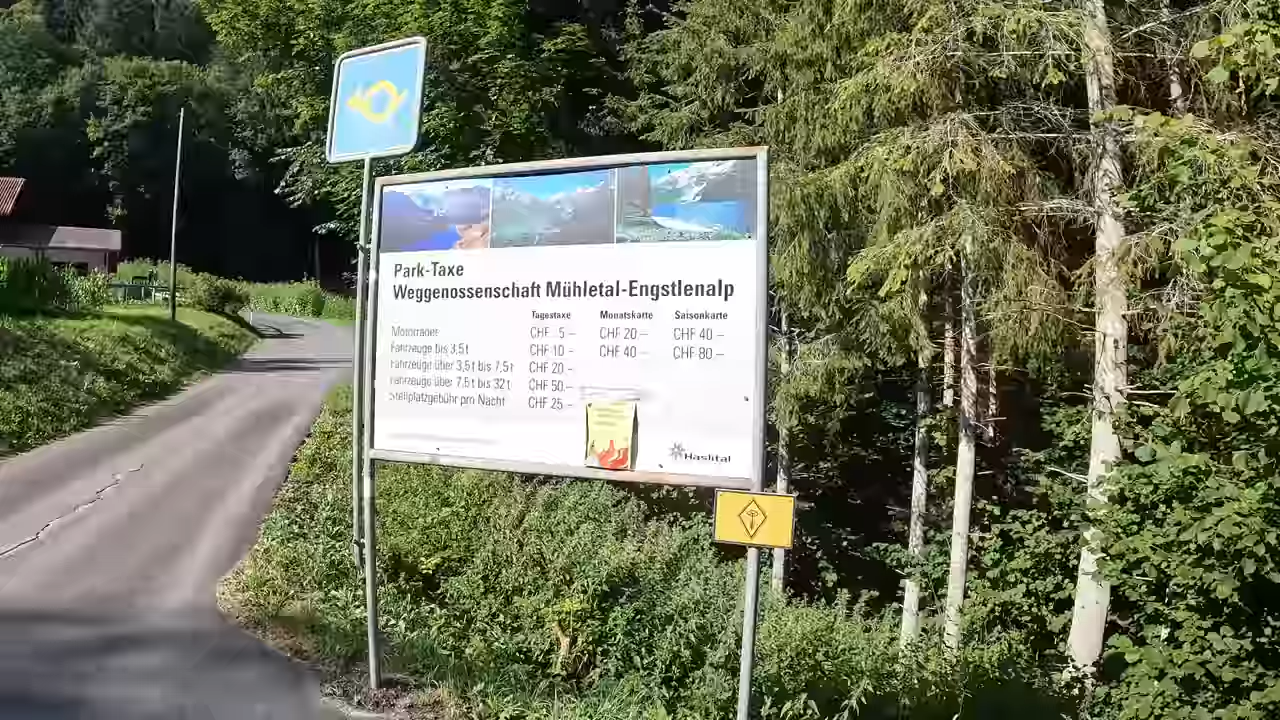 Park-Taxe
Weggenossenschaft Mühletal-Engstlenalp
Tagestaxe Monatskarte Saisonkarte
Motorräder CHF 5.– CHF 20.– CHF 40.–
Fahrzeuge bis 3,5t CHF 10.– CHF 40.– CHF 80.–
Fahrzeuge über 3,5t bis 7,5t CHF 20.–
Fahrzeuge über 7,5t bis 32t CHF 50.–
Stellplatzgebühr pro Nacht CHF 25.–
Haslital